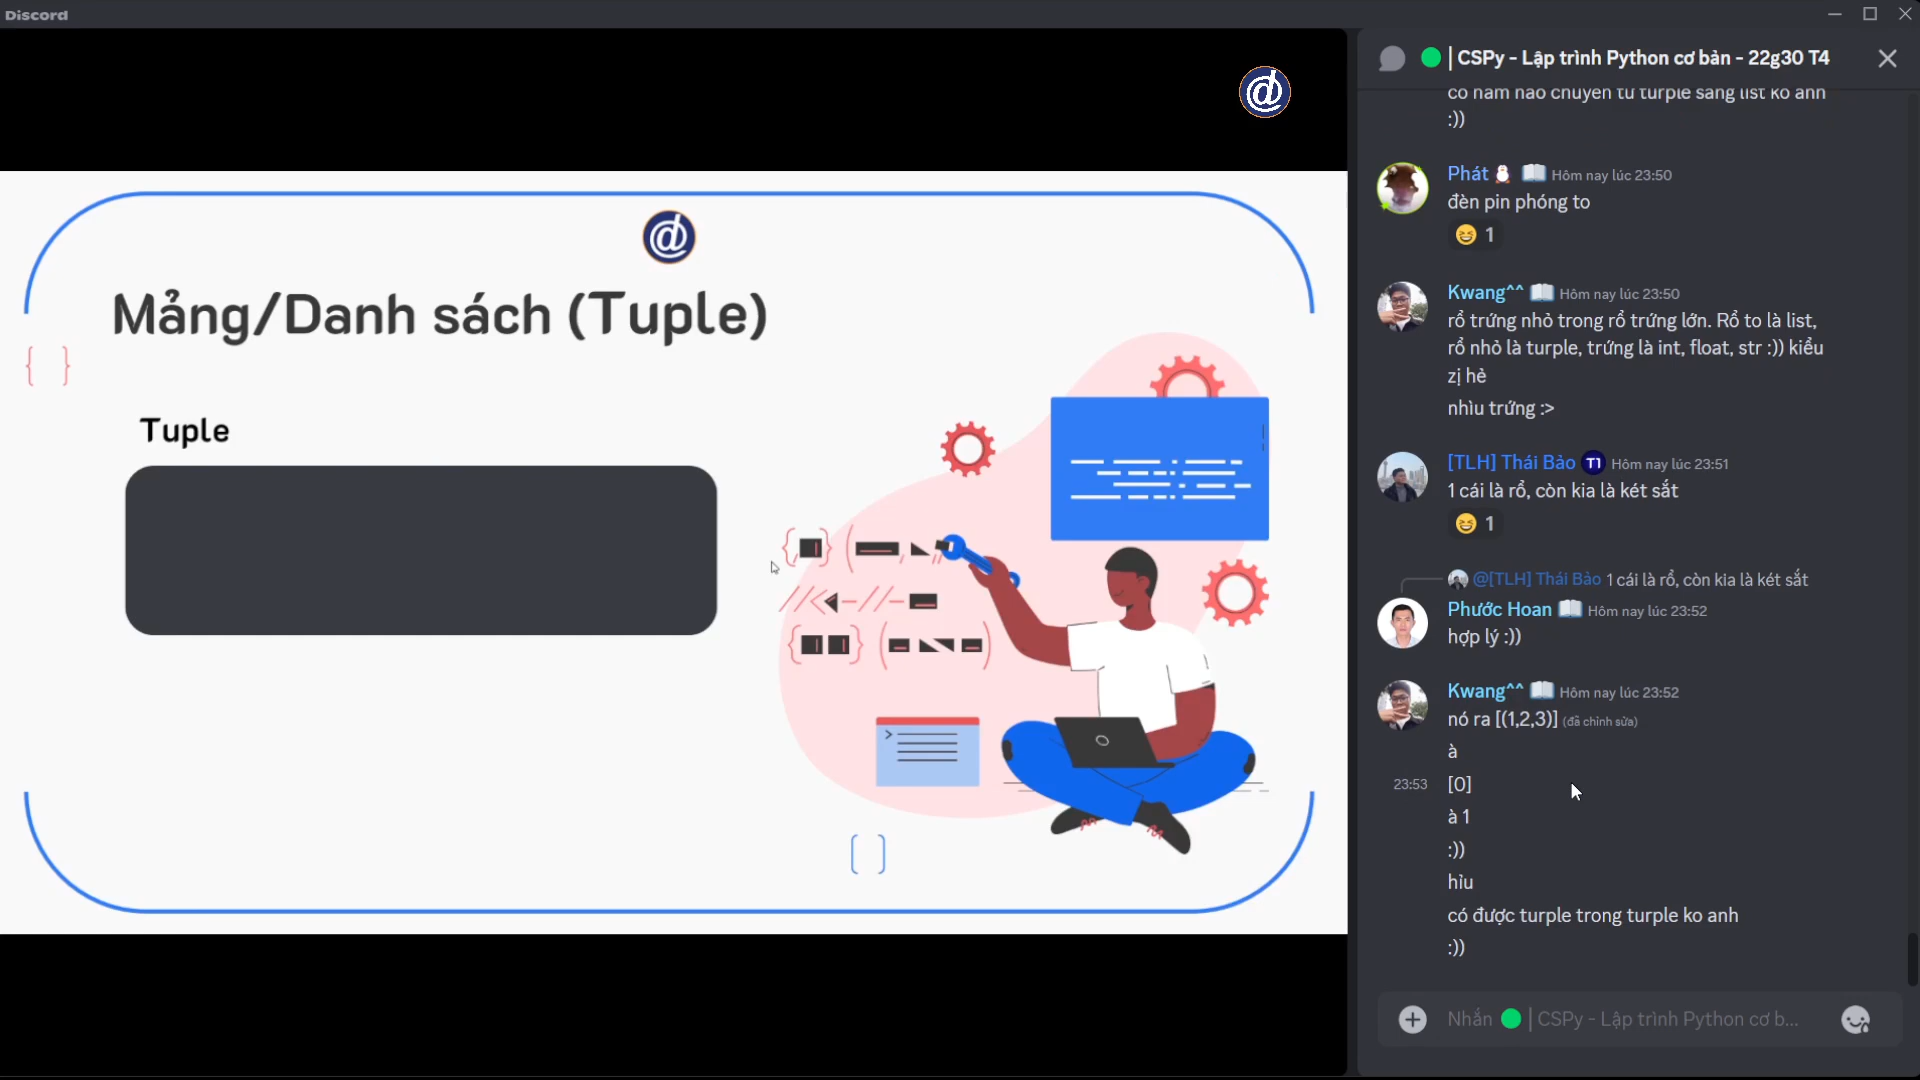 Discord
Mảng/Danh sách (Tuple)
{ }
Tuple
[ ]
| CSPy - Lập trình Python cơ bản - 22g30 T4
có hàm nào chuyển từ turple sang list ko anh
:))
Phát Hôm nay lúc 23:50
đèn pin phóng to
😆 1
Kwang^^ Hôm nay lúc 23:50
rổ trứng nhỏ trong rổ trứng lớn. Rổ to là list,
rổ nhỏ là turple, trứng là int, float, str :)) kiểu
zị hè
nhìu trứng :>
[TLH] Thái Bảo T1 Hôm nay lúc 23:51
1 cái là rổ, còn kia là két sắt
😆 1
@[TLH] Thái Bảo 1 cái là rổ, còn kia là két sắt
Phước Hoan Hôm nay lúc 23:52
hợp lý :))
Kwang^^ Hôm nay lúc 23:52
nó ra [(1,2,3)] (đã chỉnh sửa)
à
23:53 [0]
à 1
:))
hỉu
có được turple trong turple ko anh
:))
Nhắn | CSPy - Lập trình Python cơ b...